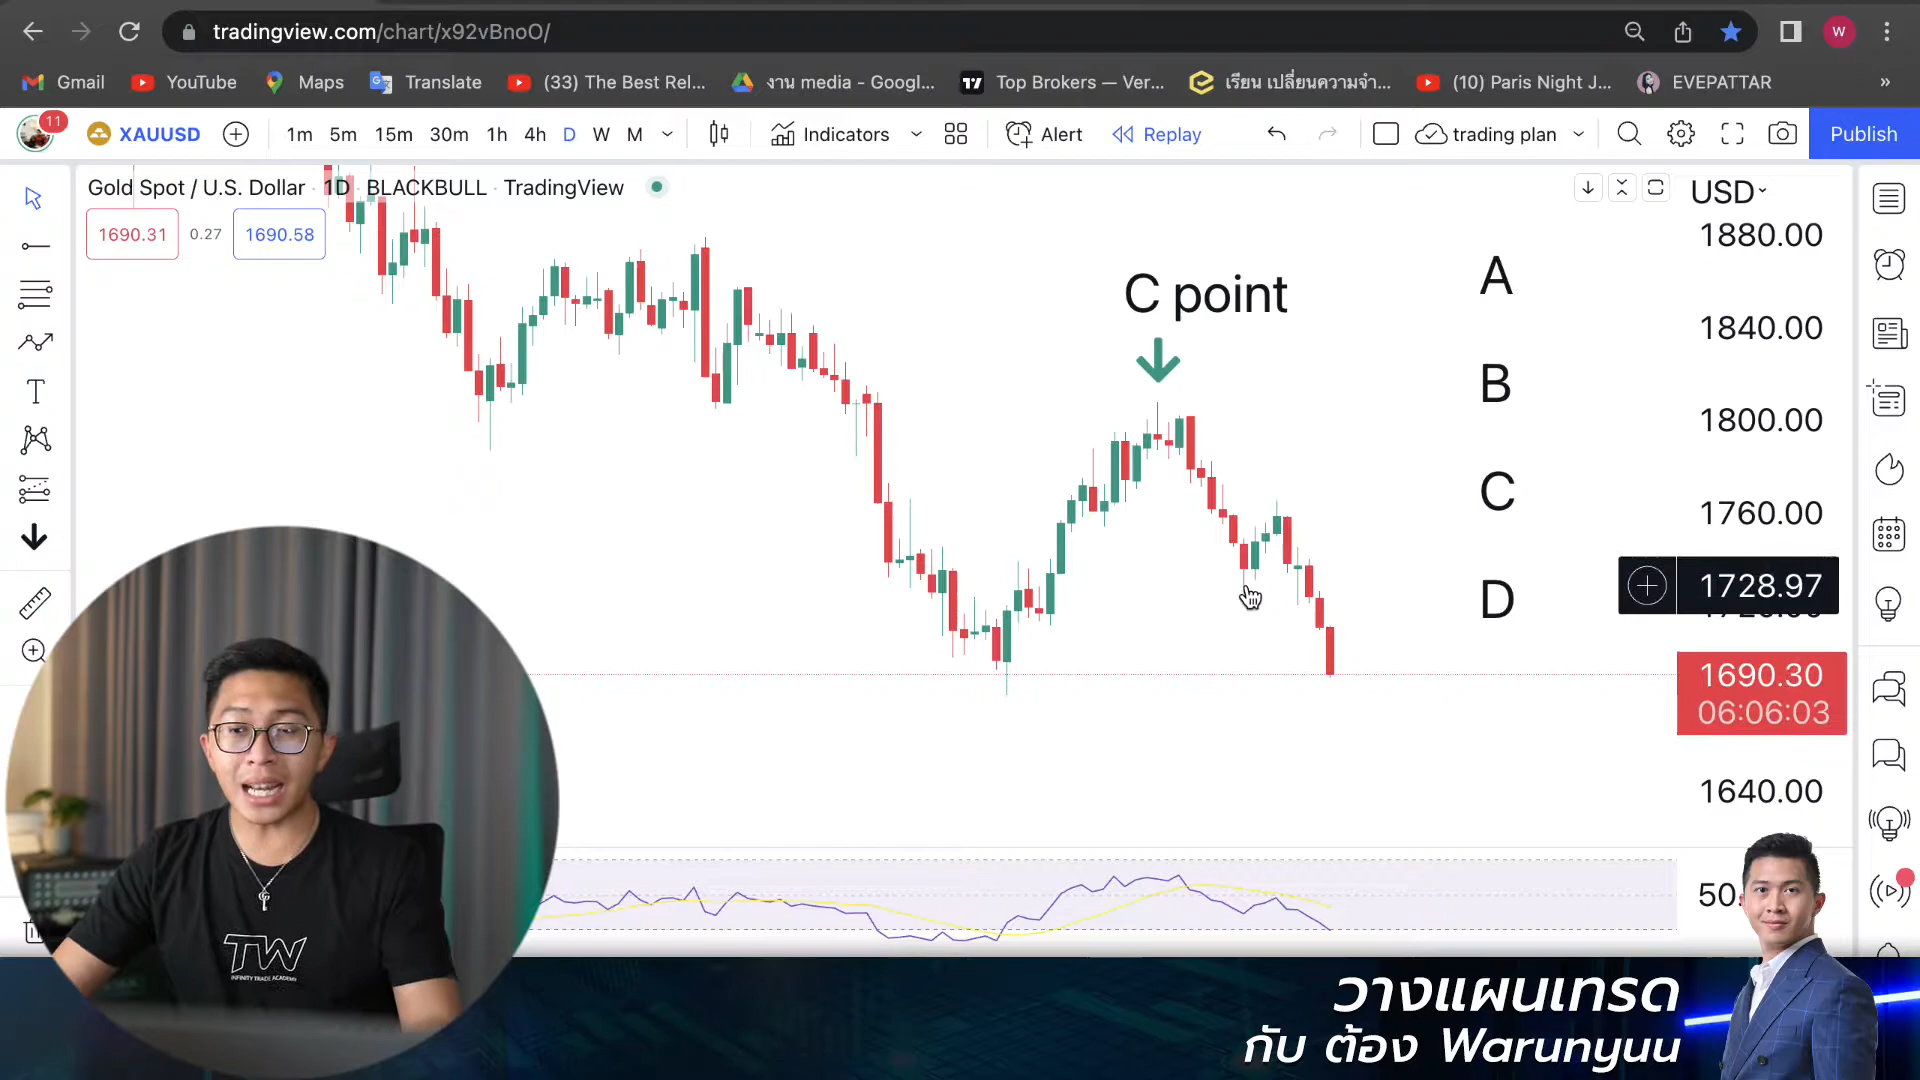 tradingview.com/chart/x92vBnoO/
W
Gmail
YouTube
Maps
Translate
(33) The Best Rel...
งาน media - Googl...
Top Brokers — Ver...
เรียน เปลี่ยนความจำ...
(10) Paris Night J...
EVEPATTAR
»
11
XAUUSD
1m 5m 15m 30m 1h 4h D W M
Indicators
Alert
Replay
trading plan
Publish
Gold Spot / U.S. Dollar · 1D · BLACKBULL · TradingView
USD
1690.31
0.27
1690.58
1880.00
1840.00
1800.00
1760.00
1728.97
1690.30
06:06:03
1640.00
50.
C point
A
B
C
D
TW
INFINITY TRADE ACADEMY
วางแผนเทรด
กับ ต้อง Warunyuu